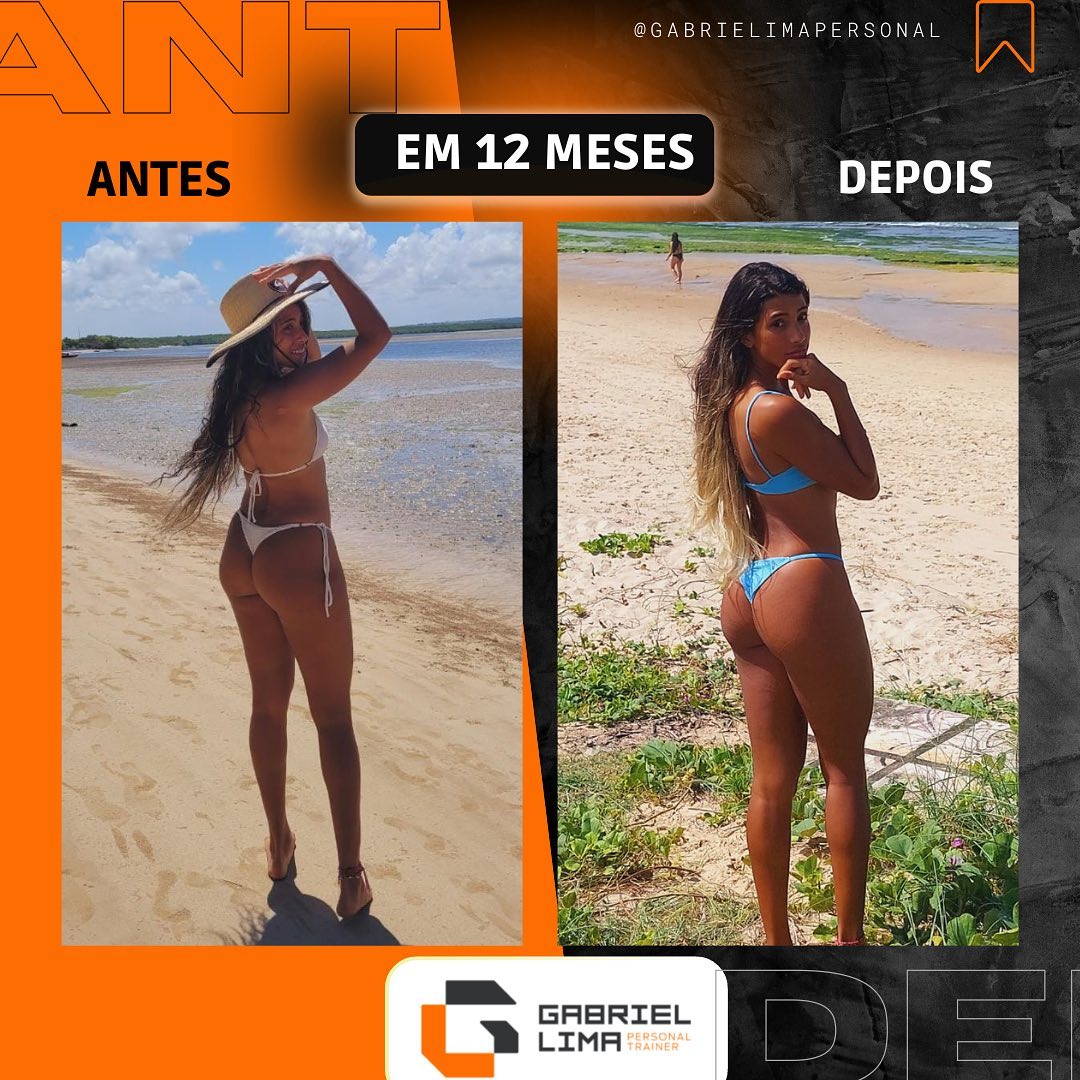 ANT
@GABRIELIMAPERSONAL
EM 12 MESES
ANTES
DEPOIS
GABRIEL
LIMA PERSONAL
TRAINER
DE